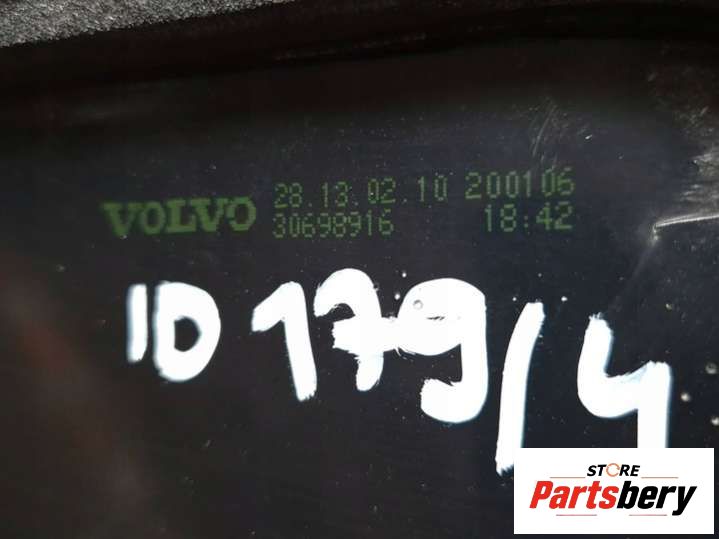 VOLVO 28.13.02.10 200106
30698916 18:42
ID 179/4
STORE
Partsbery